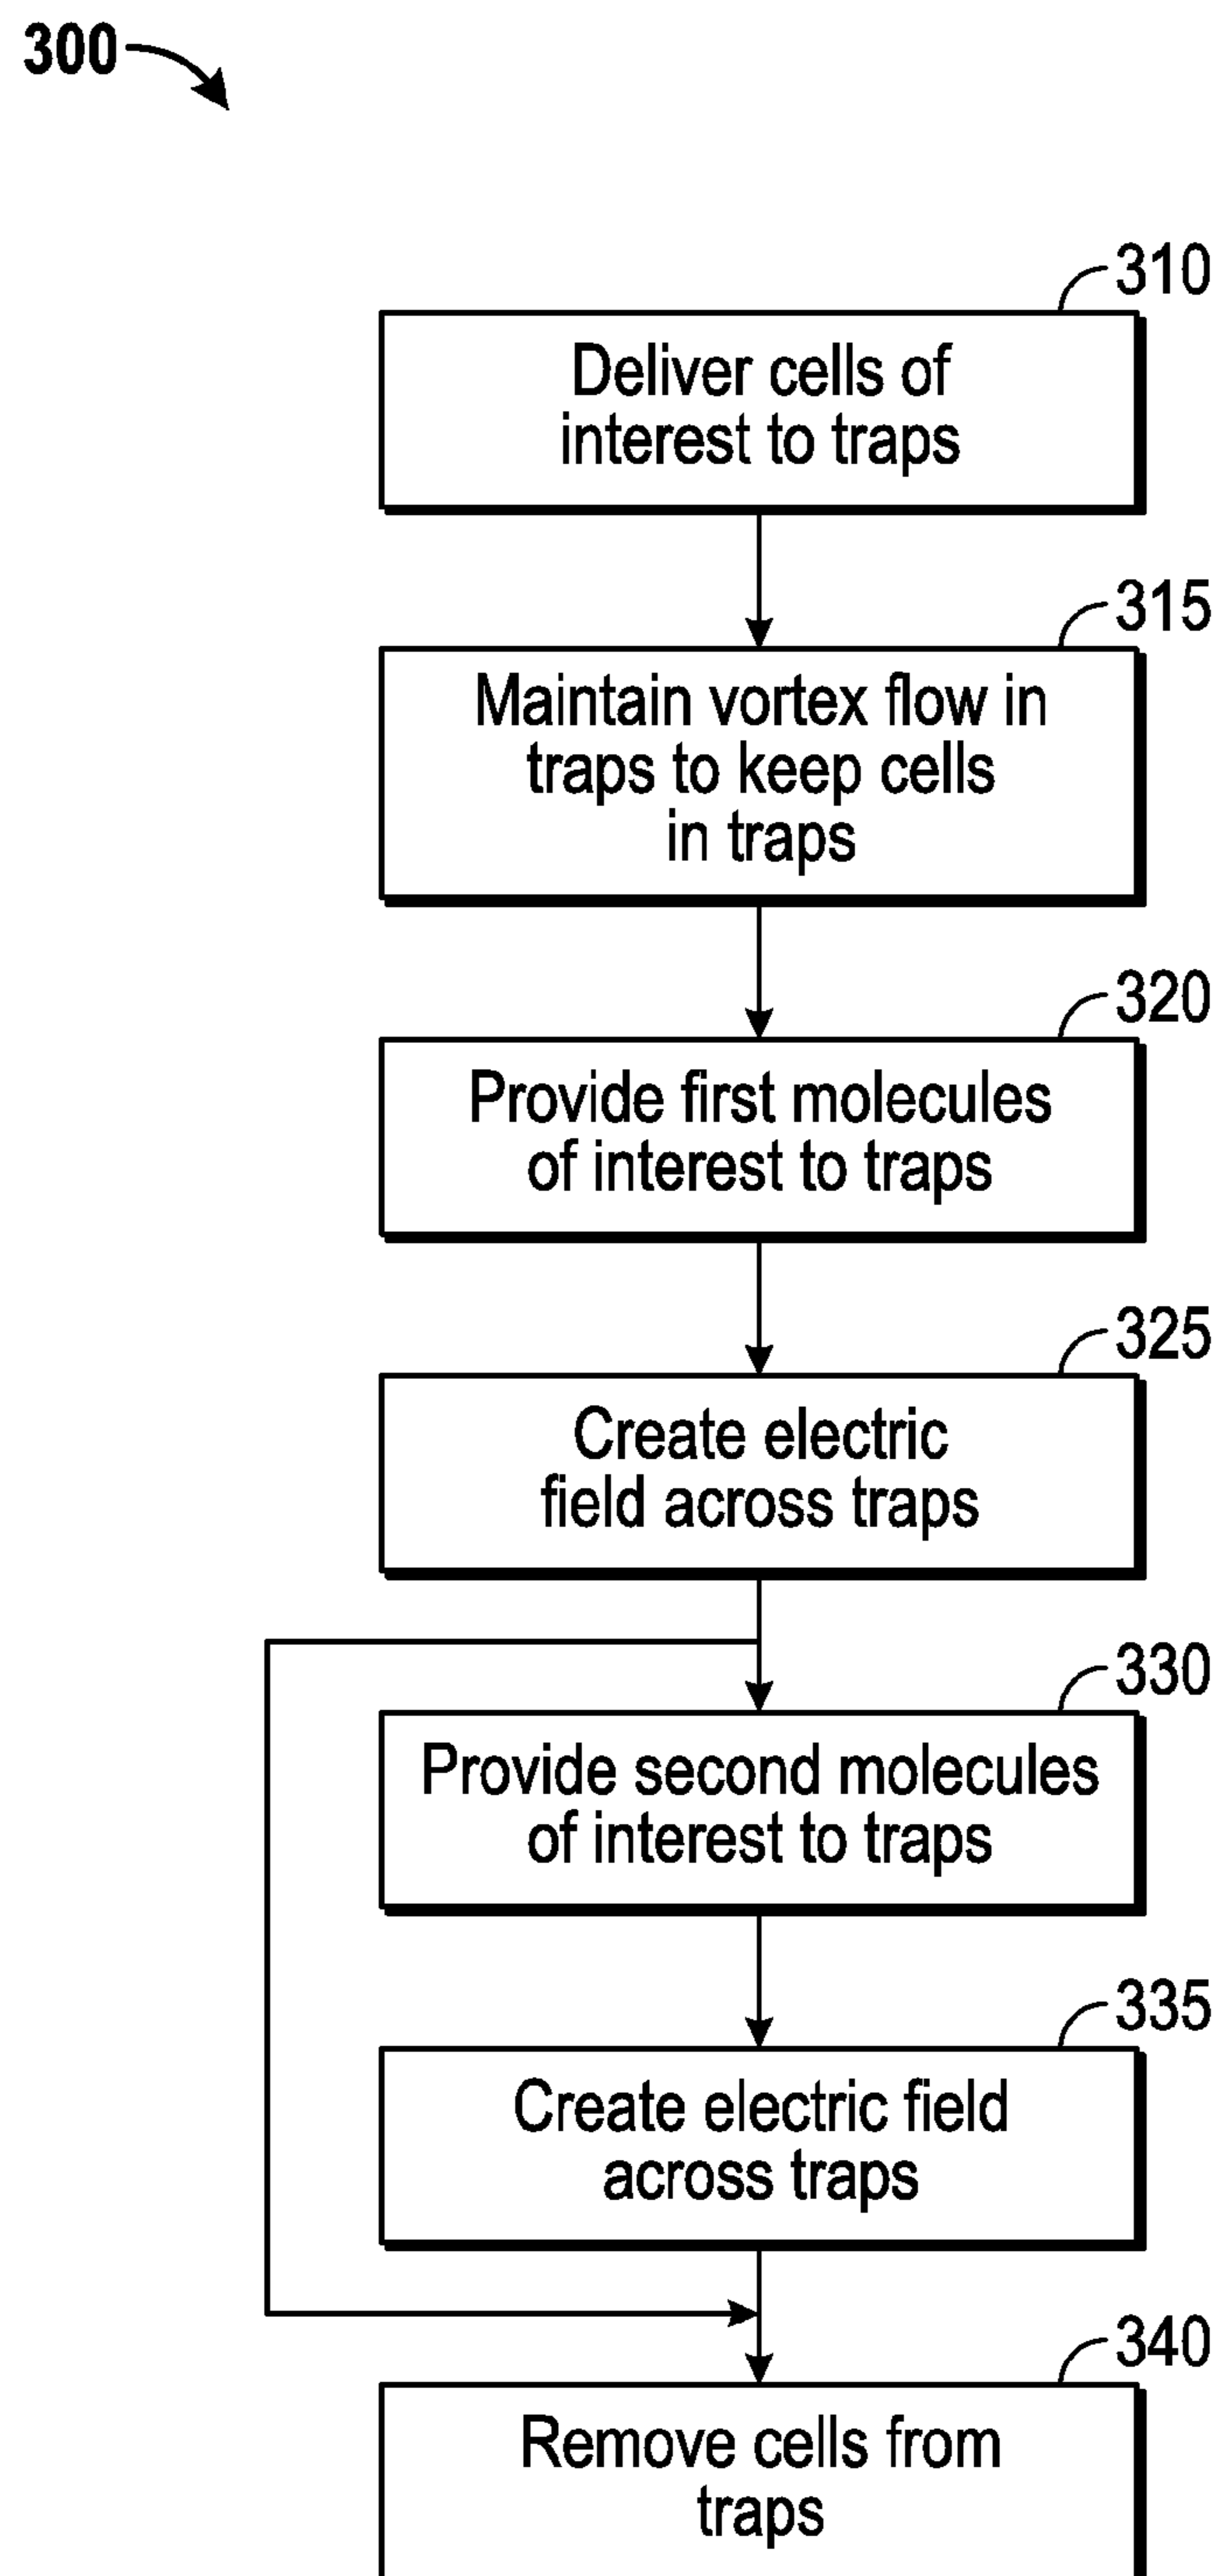 300
310
Deliver cells of
interest to traps
315
Maintain vortex flow in
traps to keep cells
in traps
320
Provide first molecules
of interest to traps
325
Create electric
field across traps
330
Provide second molecules
of interest to traps
335
Create electric field
across traps
340
Remove cells from
traps